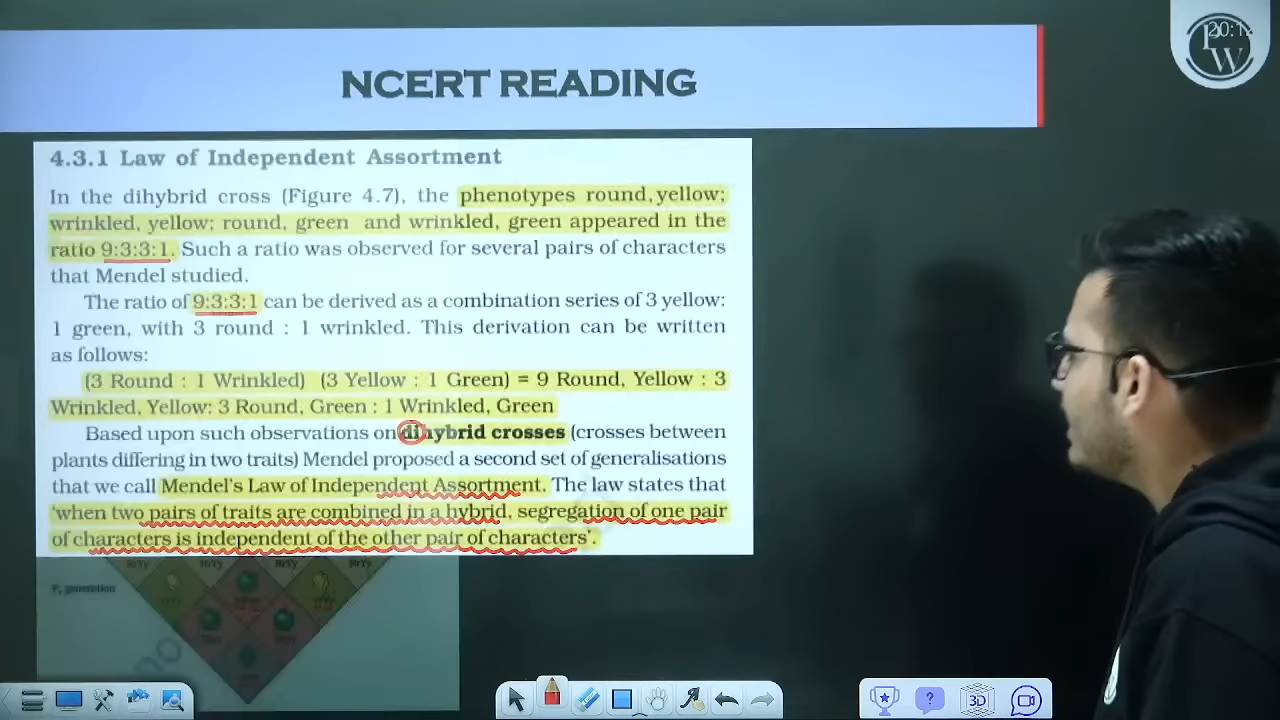 NCERT READING
20:1
PW
4.3.1 Law of Independent Assortment
In the dihybrid cross (Figure 4.7), the phenotypes round, yellow;
wrinkled, yellow; round, green and wrinkled, green appeared in the
ratio 9:3:3:1. Such a ratio was observed for several pairs of characters
that Mendel studied.
The ratio of 9:3:3:1 can be derived as a combination series of 3 yellow:
1 green, with 3 round : 1 wrinkled. This derivation can be written
as follows:
(3 Round : 1 Wrinkled) (3 Yellow : 1 Green) = 9 Round, Yellow : 3
Wrinkled, Yellow: 3 Round, Green : 1 Wrinkled, Green
Based upon such observations on dihybrid crosses (crosses between
plants differing in two traits) Mendel proposed a second set of generalisations
that we call Mendel's Law of Independent Assortment. The law states that
‘when two pairs of traits are combined in a hybrid, segregation of one pair
of characters is independent of the other pair of characters’.
F₂ generation
?
3D